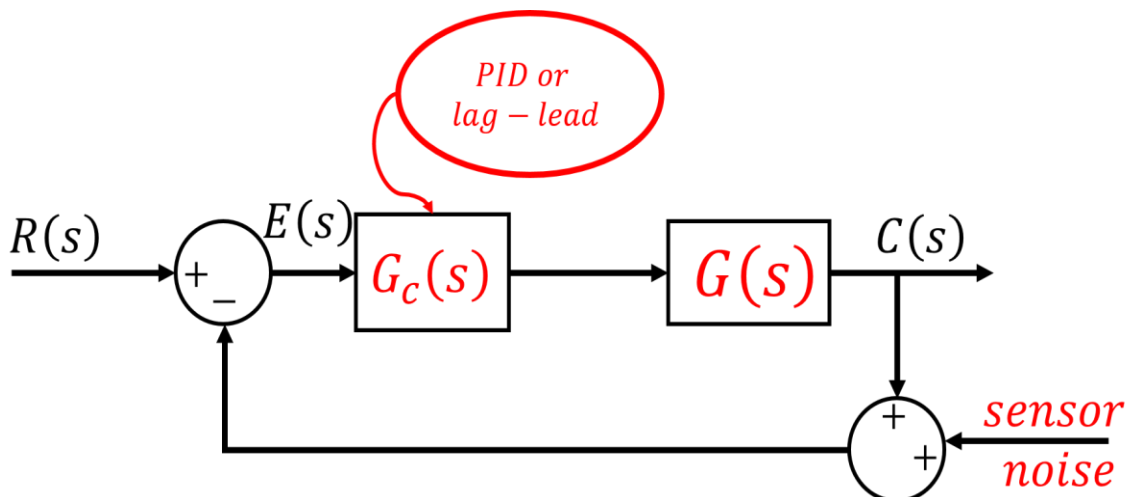 PID or
lag − lead
R(s)
E(s)
C(s)
+
−
G_c(s)
G(s)
+
+
sensor
noise